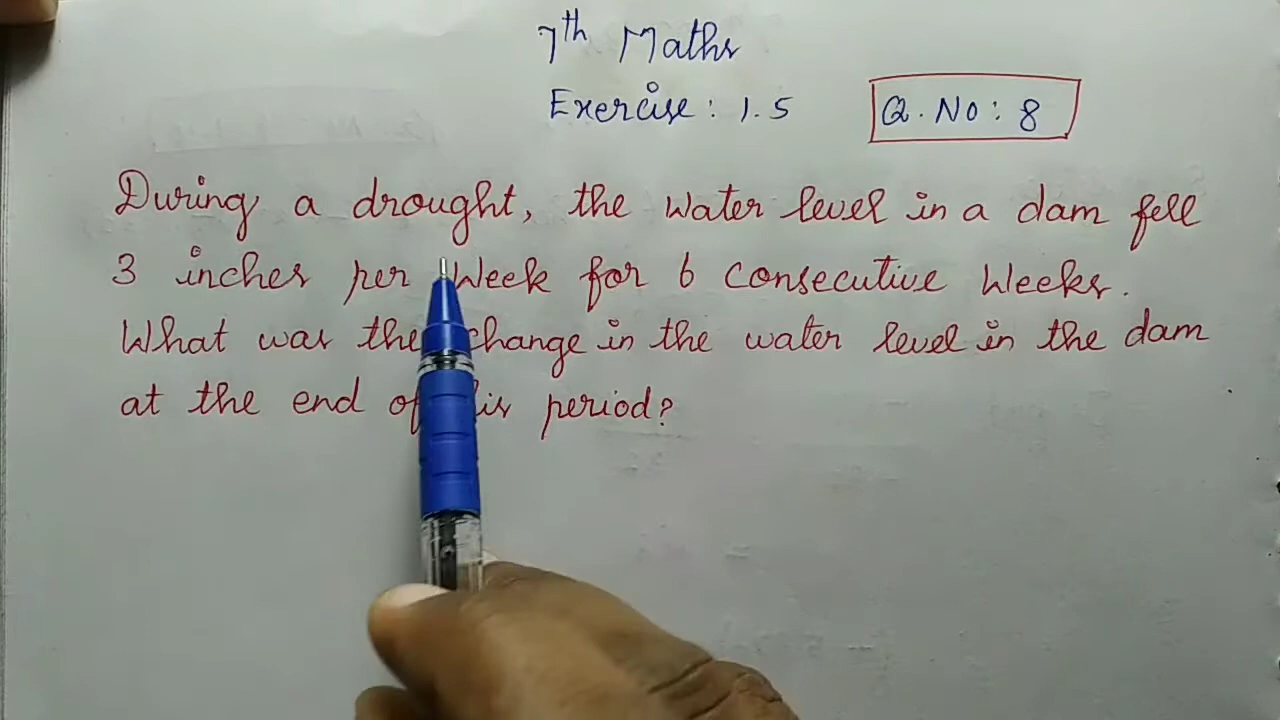 7th Maths
Exercise: 1.5
Q. No: 8
During a drought, the water level in a dam fell
3 inches per week for 6 consecutive weeks.
What was the change in the water level in the dam
at the end of period?